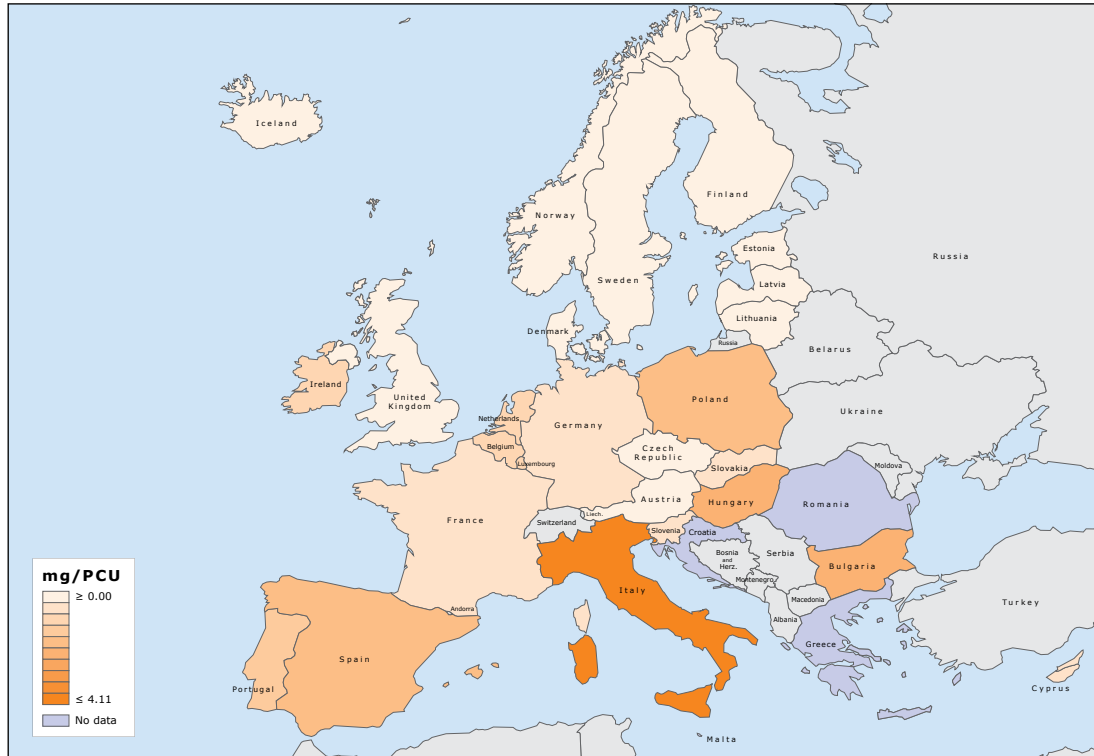 Iceland
Finland
Norway
Sweden
Estonia
Russia
Latvia
Lithuania
Denmark
Russia
Belarus
Ireland
United
Kingdom
Netherlands
Poland
Ukraine
Germany
Belgium
Czech
Republic
Luxembourg
Slovakia
Moldova
Austria
Hungary
Romania
Liech.
France
Switzerland
Slovenia
Croatia
Bosnia
and
Herz.
Serbia
Bulgaria
Montenegro
Italy
Macedonia
Andorra
Albania
Turkey
Greece
Spain
Portugal
Cyprus
Malta
mg/PCU
≥ 0.00
≤ 4.11
No data